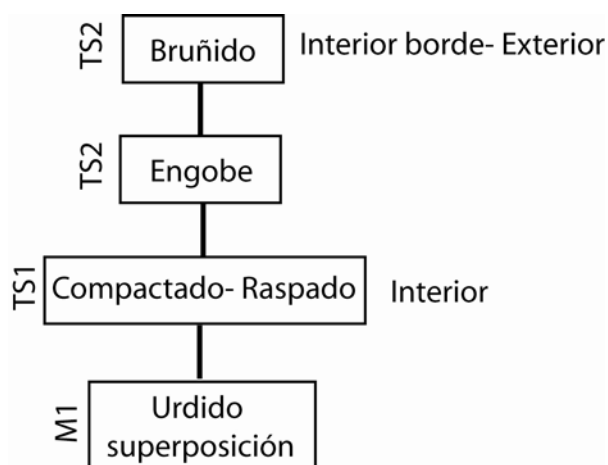 TS2
Bruñido
Interior borde- Exterior
TS2
Engobe
TS1
Compactado- Raspado
Interior
M1
Urdido
superposición